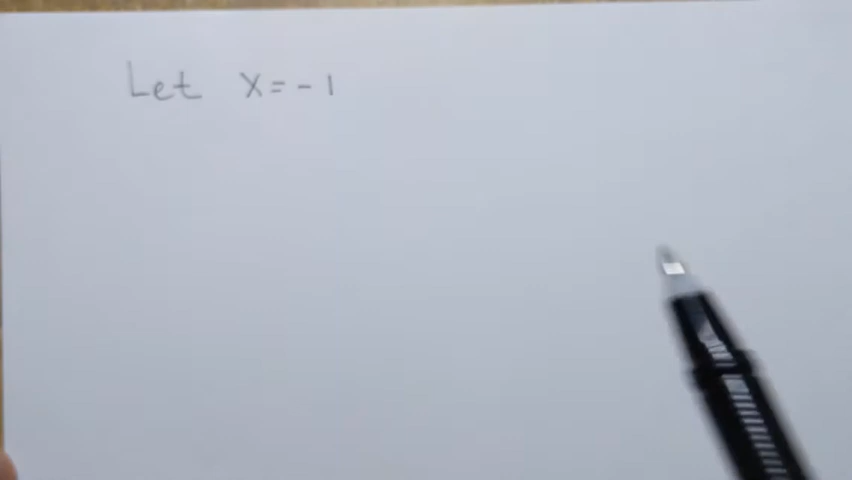 Let x = - 1